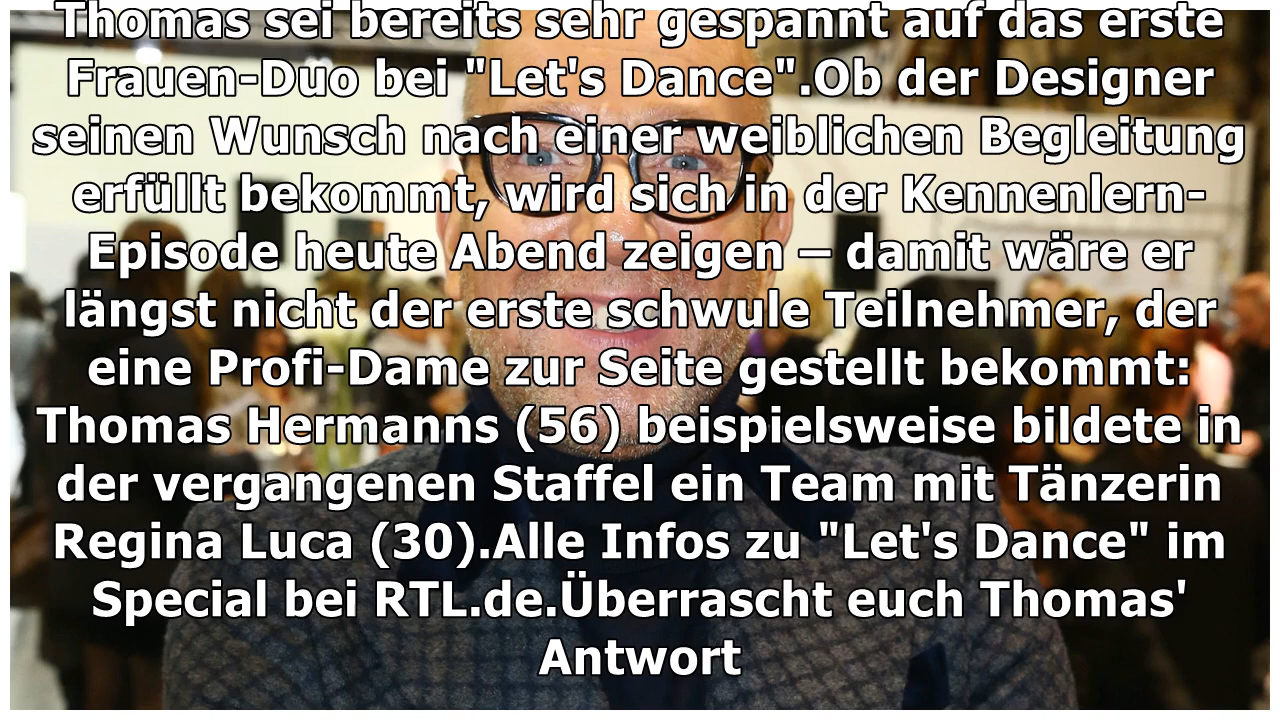 Thomas sei bereits sehr gespannt auf das erste
Frauen-Duo bei "Let's Dance".Ob der Designer
seinen Wunsch nach einer weiblichen Begleitung
erfüllt bekommt, wird sich in der Kennenlern-
Episode heute Abend zeigen – damit wäre er
längst nicht der erste schwule Teilnehmer, der
eine Profi-Dame zur Seite gestellt bekommt:
Thomas Hermanns (56) beispielsweise bildete in
der vergangenen Staffel ein Team mit Tänzerin
Regina Luca (30).Alle Infos zu "Let's Dance" im
Special bei RTL.de.Überrascht euch Thomas'
Antwort